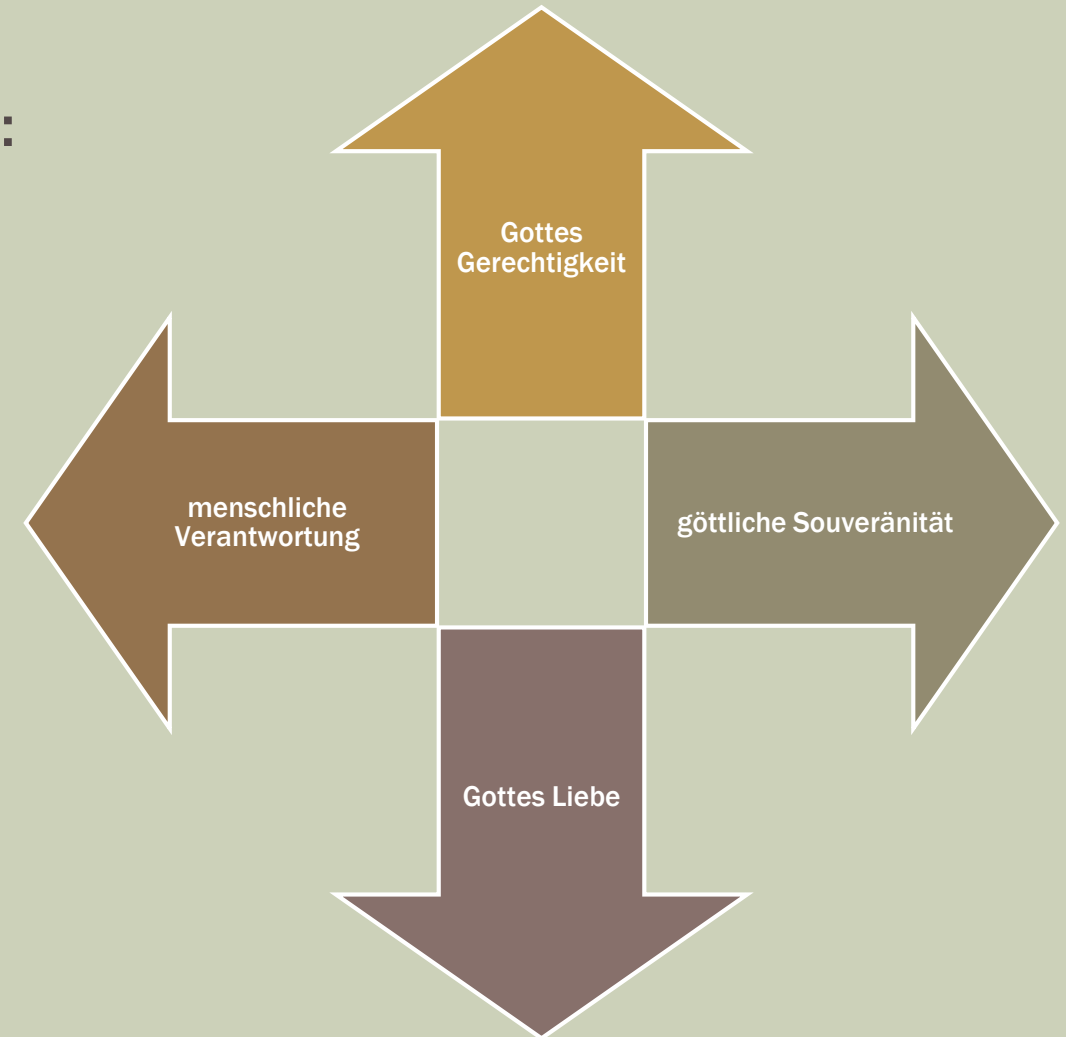 :
Gottes
Gerechtigkeit
menschliche
Verantwortung
göttliche Souveränität
Gottes Liebe